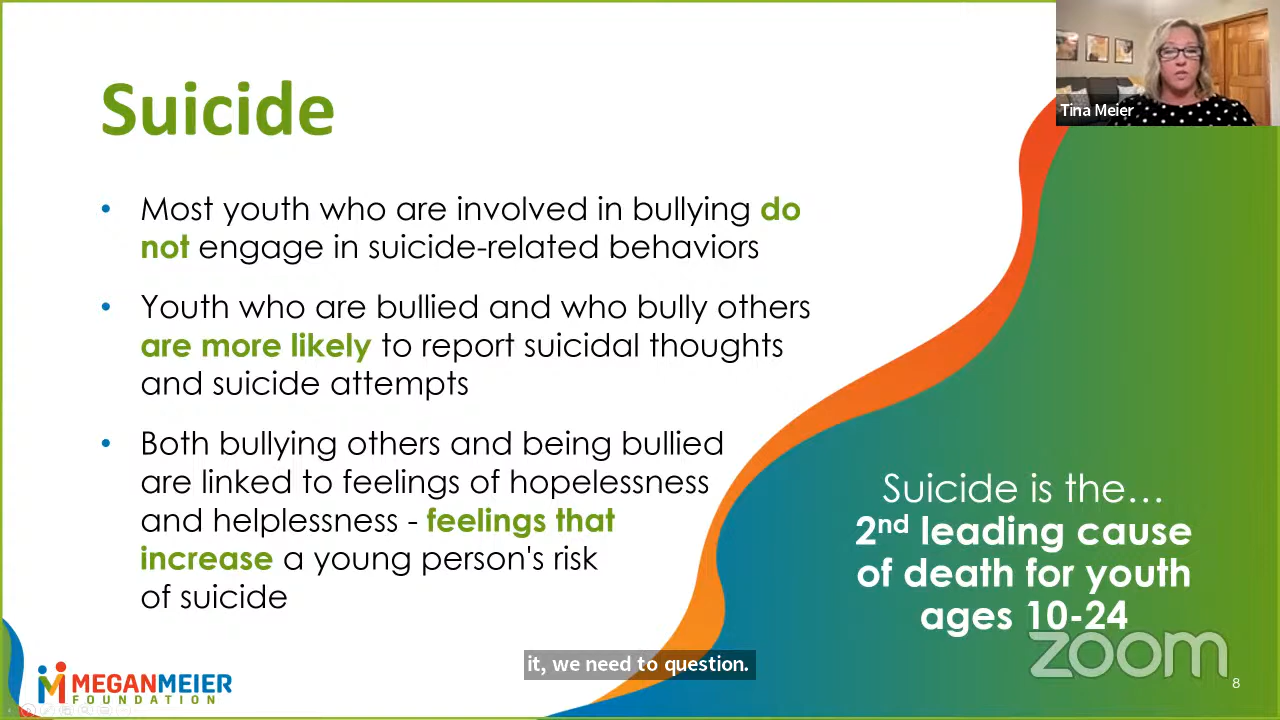 Suicide
Tina Meier
• Most youth who are involved in bullying do
not engage in suicide-related behaviors
• Youth who are bullied and who bully others
are more likely to report suicidal thoughts
and suicide attempts
• Both bullying others and being bullied
are linked to feelings of hopelessness
and helplessness - feelings that
increase a young person's risk
of suicide
Suicide is the…
2nd leading cause
of death for youth
ages 10-24
zoom
it, we need to question.
MEGANMEIER
FOUNDATION
8